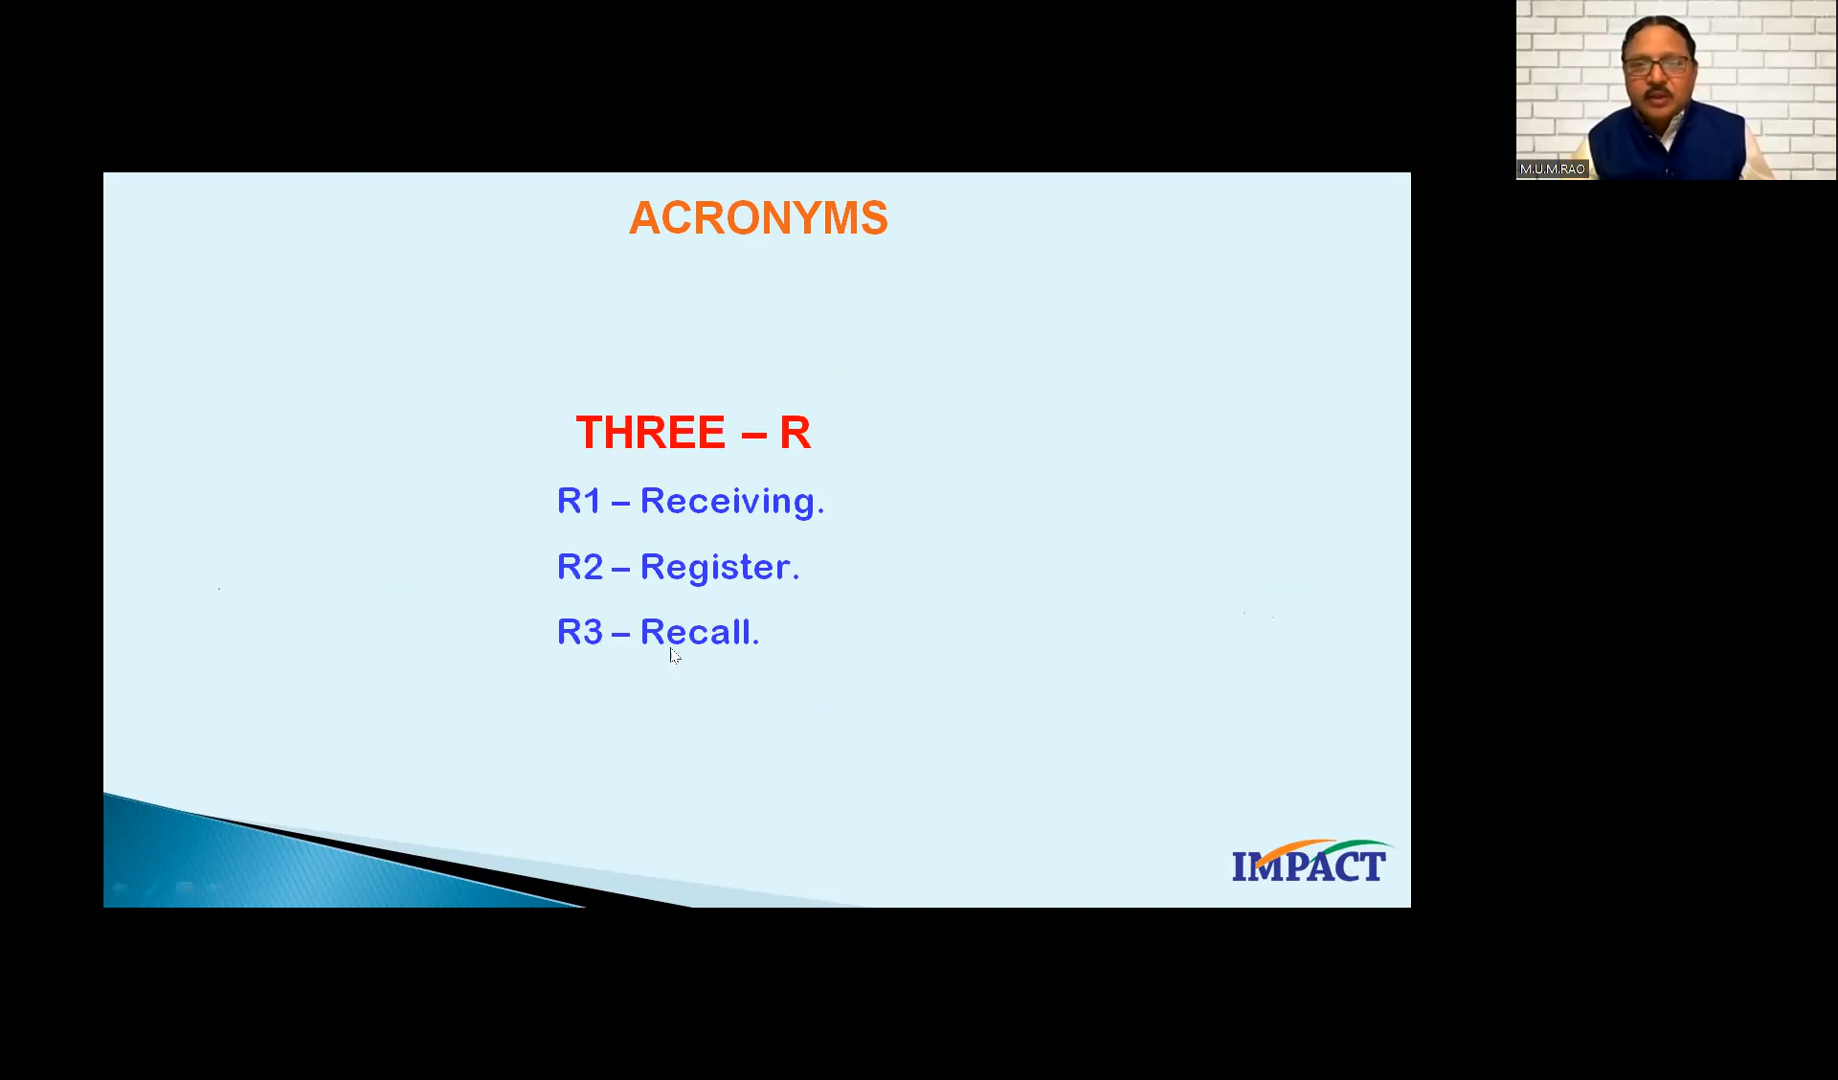 M.U.M.RAO
ACRONYMS
THREE – R
R1 – Receiving.
R2 – Register.
R3 – Recall.
IMPACT